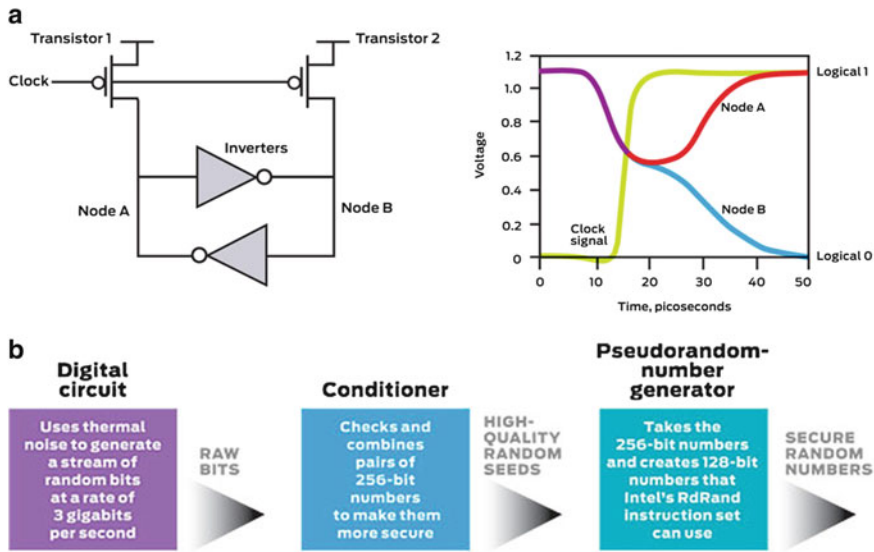 a
Transistor 1
Transistor 2
Clock
Inverters
Node A
Node B
1.2
1.0
0.8
0.6
0.4
0.2
0
Voltage
Logical 1
Node A
Node B
Clock
signal
Logical 0
0
10
20
30
40
50
Time, picoseconds
b
Digital
circuit
Uses thermal
noise to generate
a stream of
random bits
at a rate of
3 gigabits
per second
RAW
BITS
Conditioner
Checks and
combines
pairs of
256-bit
numbers
to make them
more secure
HIGH-
QUALITY
RANDOM
SEEDS
Pseudorandom-
number
generator
Takes the
256-bit numbers
and creates 128-bit
numbers that
Intel's RdRand
instruction set
can use
SECURE
RANDOM
NUMBERS